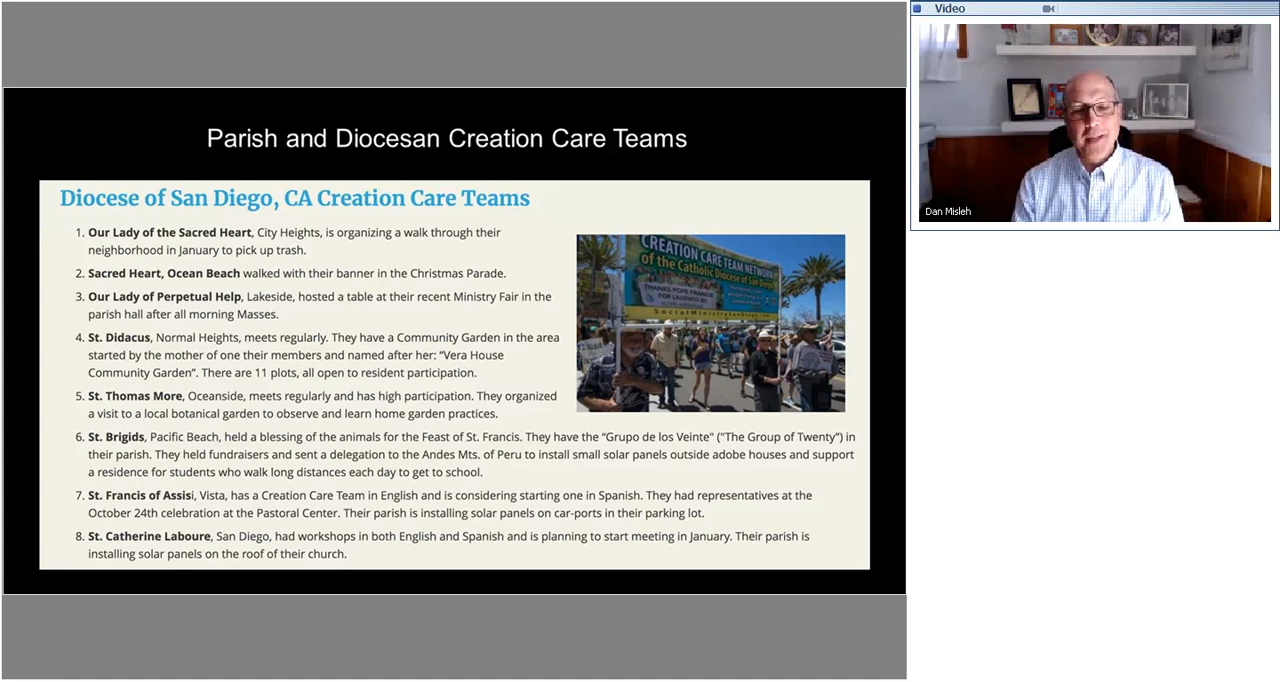 Video
Dan Misleh
Parish and Diocesan Creation Care Teams
Diocese of San Diego, CA Creation Care Teams
1. Our Lady of the Sacred Heart, City Heights, is organizing a walk through their
neighborhood in January to pick up trash.
2. Sacred Heart, Ocean Beach walked with their banner in the Christmas Parade.
3. Our Lady of Perpetual Help, Lakeside, hosted a table at their recent Ministry Fair in the
parish hall after all morning Masses.
4. St. Didacus, Normal Heights, meets regularly. They have a Community Garden in the area
started by the mother of one their members and named after her: “Vera House
Community Garden”. There are 11 plots, all open to resident participation.
5. St. Thomas More, Oceanside, meets regularly and has high participation. They organized
a visit to a local botanical garden to observe and learn home garden practices.
6. St. Brigids, Pacific Beach, held a blessing of the animals for the Feast of St. Francis. They have the “Grupo de los Veinte" ("The Group of Twenty”) in
their parish. They held fundraisers and sent a delegation to the Andes Mts. of Peru to install small solar panels outside adobe houses and support
a residence for students who walk long distances each day to get to school.
7. St. Francis of Assisi, Vista, has a Creation Care Team in English and is considering starting one in Spanish. They had representatives at the
October 24th celebration at the Pastoral Center. Their parish is installing solar panels on car-ports in their parking lot.
8. St. Catherine Laboure, San Diego, had workshops in both English and Spanish and is planning to start meeting in January. Their parish is
installing solar panels on the roof of their church.
CREATION CARE TEAM NETWORK
of the Catholic Diocese of San Diego
THANKS POPE FRANCIS
FOR LAUDATO SI
SocialMinistrySanDiego.com